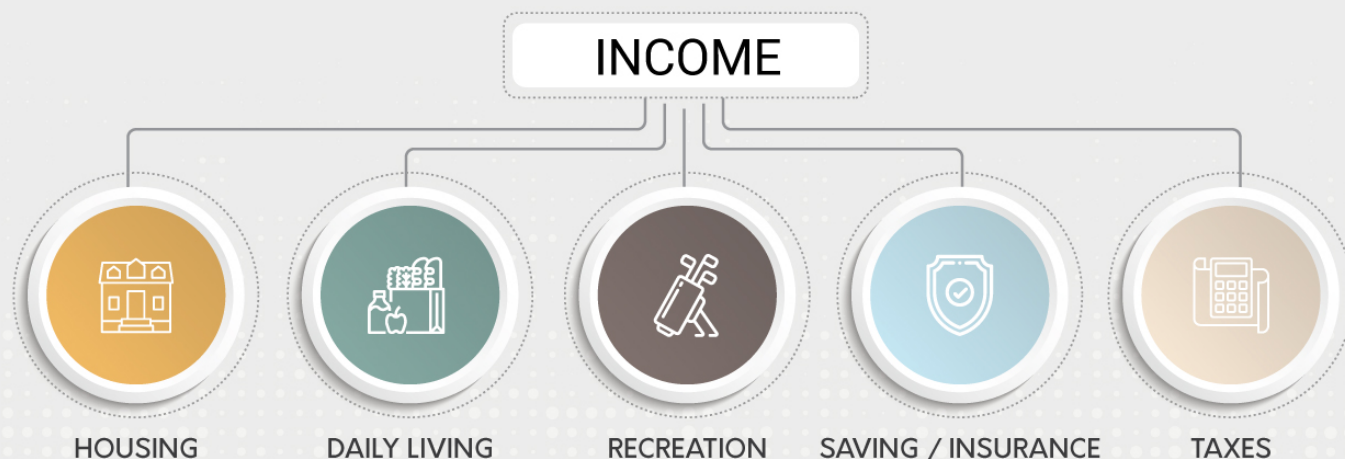 INCOME
HOUSING
DAILY LIVING
RECREATION
SAVING / INSURANCE
TAXES